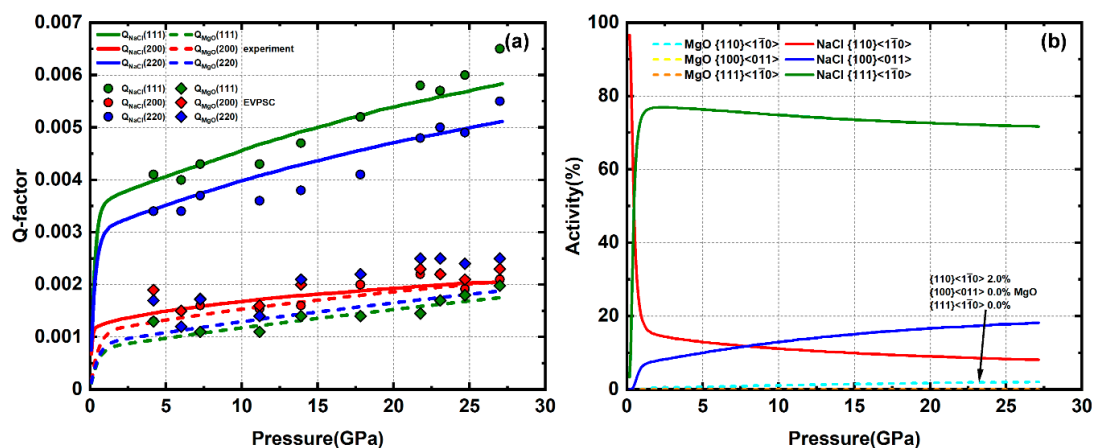 Q_NaCl(111) Q_MgO(111)
Q_NaCl(200) Q_MgO(200) experiment
Q_NaCl(220) Q_MgO(220)
(a)
Q_NaCl(111) Q_MgO(111)
Q_NaCl(200) Q_MgO(200) EVPSC
Q_NaCl(220) Q_MgO(220)
0.007
0.006
0.005
0.004
0.003
0.002
0.001
0
Q-factor
0 5 10 15 20 25 30
Pressure(GPa)
MgO {110}<11̄0> NaCl {110}<11̄0>
MgO {100}<011> NaCl {100}<011>
MgO {111}<11̄0> NaCl {111}<11̄0>
(b)
100
80
60
40
20
0
Activity(%)
{110}<11̄0> 2.0%
{100}<011> 0.0% MgO
{111}<11̄0> 0.0%
0 5 10 15 20 25 30
Pressure(GPa)